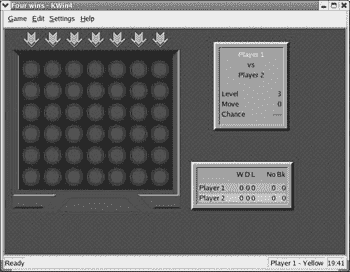 Four wins - KWin4
Game Edit Settings Help
Player 1
vs
Player 2
Level 3
Move 0
Chance ----
W D L No Bk
Player 1 0 0 0 0 0
Player 2 0 0 0 0 0
Ready Player 1 - Yellow 19:41